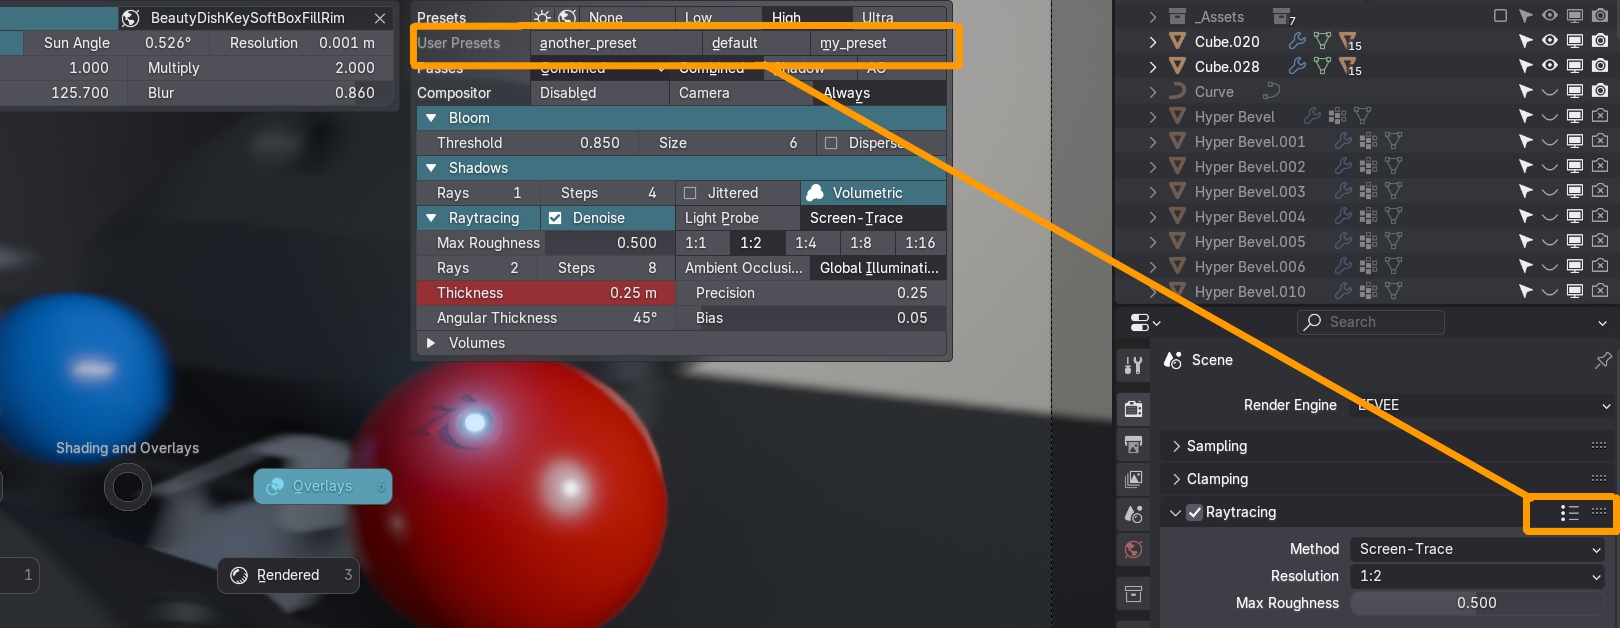 BeautyDishKeySoftBoxFillRim
Sun Angle 0.526° Resolution 0.001 m
1.000 Multiply 2.000
125.700 Blur 0.860
Presets None Low High Ultra
User Presets another_preset default my_preset
Passes Combined Combined Shadow AO
Compositor Disabled Camera Always
Bloom
Threshold 0.850 Size 6 Disperse
Shadows
Rays 1 Steps 4 Jittered Volumetric
Raytracing Denoise Light Probe Screen-Trace
Max Roughness 0.500 1:1 1:2 1:4 1:8 1:16
Rays 2 Steps 8 Ambient Occlusi... Global Illuminati...
Thickness 0.25 m Precision 0.25
Angular Thickness 45° Bias 0.05
Volumes
Shading and Overlays
Overlays 6
Rendered 3
1
_Assets 7
Cube.020 15
Cube.028 15
Curve
Hyper Bevel
Hyper Bevel.001
Hyper Bevel.002
Hyper Bevel.003
Hyper Bevel.004
Hyper Bevel.005
Hyper Bevel.006
Hyper Bevel.010
Search
Scene
Render Engine EEVEE
Sampling
Clamping
Raytracing
Method Screen-Trace
Resolution 1:2
Max Roughness 0.500